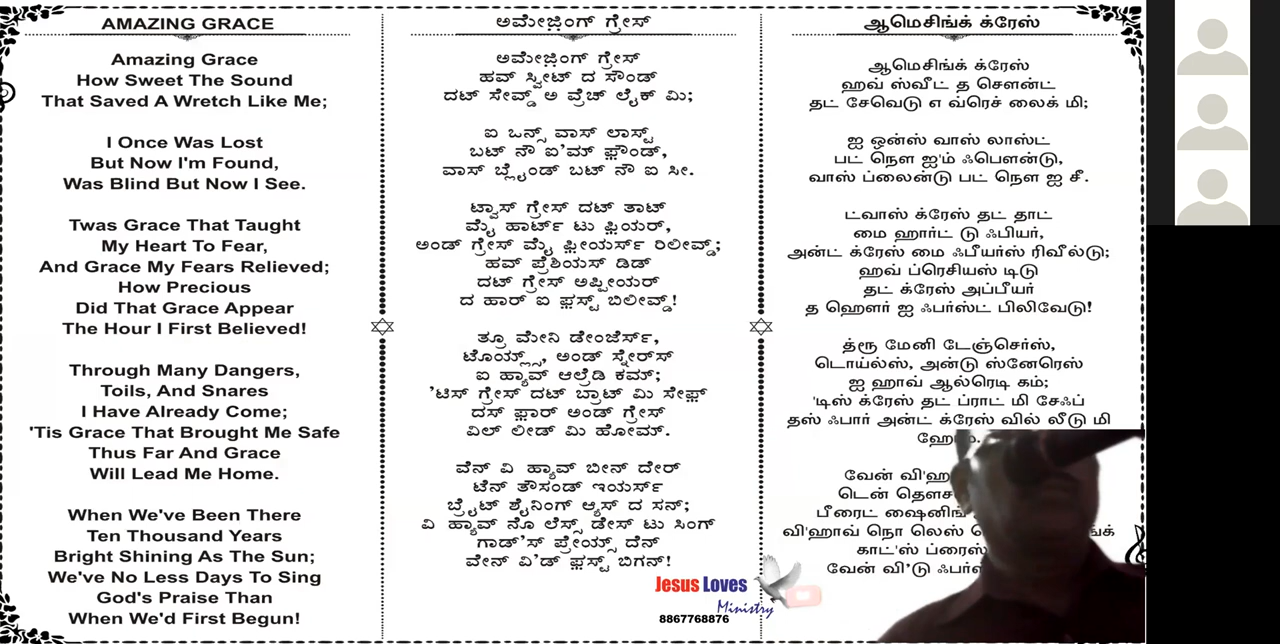 AMAZING GRACE
Amazing Grace
How Sweet The Sound
That Saved A Wretch Like Me;
I Once Was Lost
But Now I'm Found,
Was Blind But Now I See.
Twas Grace That Taught
My Heart To Fear,
And Grace My Fears Relieved;
How Precious
Did That Grace Appear
The Hour I First Believed!
Through Many Dangers,
Toils, And Snares
I Have Already Come;
'Tis Grace That Brought Me Safe
Thus Far And Grace
Will Lead Me Home.
When We've Been There
Ten Thousand Years
Bright Shining As The Sun;
We've No Less Days To Sing
God's Praise Than
When We'd First Begun!
ಅಮೇಜ಼ಿಂಗ್ ಗ್ರೇಸ್
ಅಮೇಜ಼ಿಂಗ್ ಗ್ರೇಸ್
ಹವ್ ಸ್ವೀಟ್ ದ ಸೌಂಡ್
ದಟ್ ಸೇವ್ಡ್ ಅ ವ್ರೆಚ್ ಲೈಕ್ ಮಿ;
ಐ ಒನ್ಸ್ ವಾಸ್ ಲಾಸ್ಟ್
ಬಟ್ ನೌ ಐ'ಮ್ ಫ಼ೌಂಡ್,
ವಾಸ್ ಬ್ಲೈಂಡ್ ಬಟ್ ನೌ ಐ ಸೀ.
ಟ್ವಾಸ್ ಗ್ರೇಸ್ ದಟ್ ತಾಟ್
ಮೈ ಹಾರ್ಟ್ ಟು ಫ಼ಿಯರ್,
ಅಂಡ್ ಗ್ರೇಸ್ ಮೈ ಫ಼ೀಯರ್ಸ್ ರಿಲೀವ್ಡ್;
ಹವ್ ಪ್ರೆಶಿಯಸ್ ಡಿಡ್
ದಟ್ ಗ್ರೇಸ್ ಅಪ್ಪೀಯರ್
ದ ಹಾರ್ ಐ ಫ಼ಸ್ಟ್ ಬಿಲೀವ್ಡ್!
ತ್ರೂ ಮೇನಿ ಡೇಂಜೆರ್ಸ್,
ಟೊಯ್ಲ್ಸ್, ಅಂಡ್ ಸ್ನೇರ್‌ಸ್
ಐ ಹ್ಯಾವ್ ಆಲ್ರೆಡಿ ಕಮ್;
'ಟಿಸ್ ಗ್ರೇಸ್ ದಟ್ ಬ್ರಾಟ್ ಮಿ ಸೇಫ಼್
ದಸ್ ಫ಼ಾರ್ ಅಂಡ್ ಗ್ರೇಸ್
ವಿಲ್ ಲೀಡ್ ಮಿ ಹೋಮ್.
ವೆನ್ ವಿ ಹ್ಯಾವ್ ಬೀನ್ ದೇರ್
ಟೆನ್ ತೌಸಂಡ್ ಇಯರ್ಸ್
ಬ್ರೈಟ್ ಶೈನಿಂಗ್ ಆ್ಯಸ್ ದ ಸನ್;
ವಿ ಹ್ಯಾವ್ ನೊ ಲೆಸ್ಸ್ ಡೇಸ್ ಟು ಸಿಂಗ್
ಗಾಡ್'ಸ್ ಪ್ರೇಯ್ಸ್ ದೆನ್
ವೇನ್ ವಿ'ಡ್ ಫ಼ಸ್ಟ್ ಬಿಗನ್!
Jesus Loves
Ministry
8867768876
ஆமெசிங்க் க்ரேஸ்
ஆமெசிங்க் க்ரேஸ்
ஹவ் ஸ்வீட் த சௌன்ட்
தட் சேவெடு எ வ்ரெச் லைக் மி;
ஐ ஒன்ஸ் வாஸ் லாஸ்ட்
பட் நௌ ஐ'ம் ஃபௌன்டு,
வாஸ் ப்லைன்டு பட் நௌ ஐ சீ.
ட்வாஸ் க்ரேஸ் தட் தாட்
மை ஹார்ட் டு ஃபியர்,
அன்ட் க்ரேஸ் மை ஃபீயர்ஸ் ரிவீல்டு;
ஹவ் ப்ரெசியஸ் டிடு
தட் க்ரேஸ் அப்பீயர்
த ஹௌர் ஐ ஃபர்ஸ்ட் பிலிவேடு!
த்ரூ மேனி டேஞ்செர்ஸ்,
டொய்ல்ஸ், அன்டு ஸ்னேரெஸ்
ஐ ஹாவ் ஆல்ரெடி கம்;
'டிஸ் க்ரேஸ் தட் ப்ராட் மி சேஃப்
தஸ் ஃபார் அன்ட் க்ரேஸ் வில் லீடு மி
வேன்
டென்
பீரைட் ஷைனிங்
வி'ஹாவ் நொ லெஸ்
காட்'ஸ் ப்ரைஸ்
வேன் வி'டு